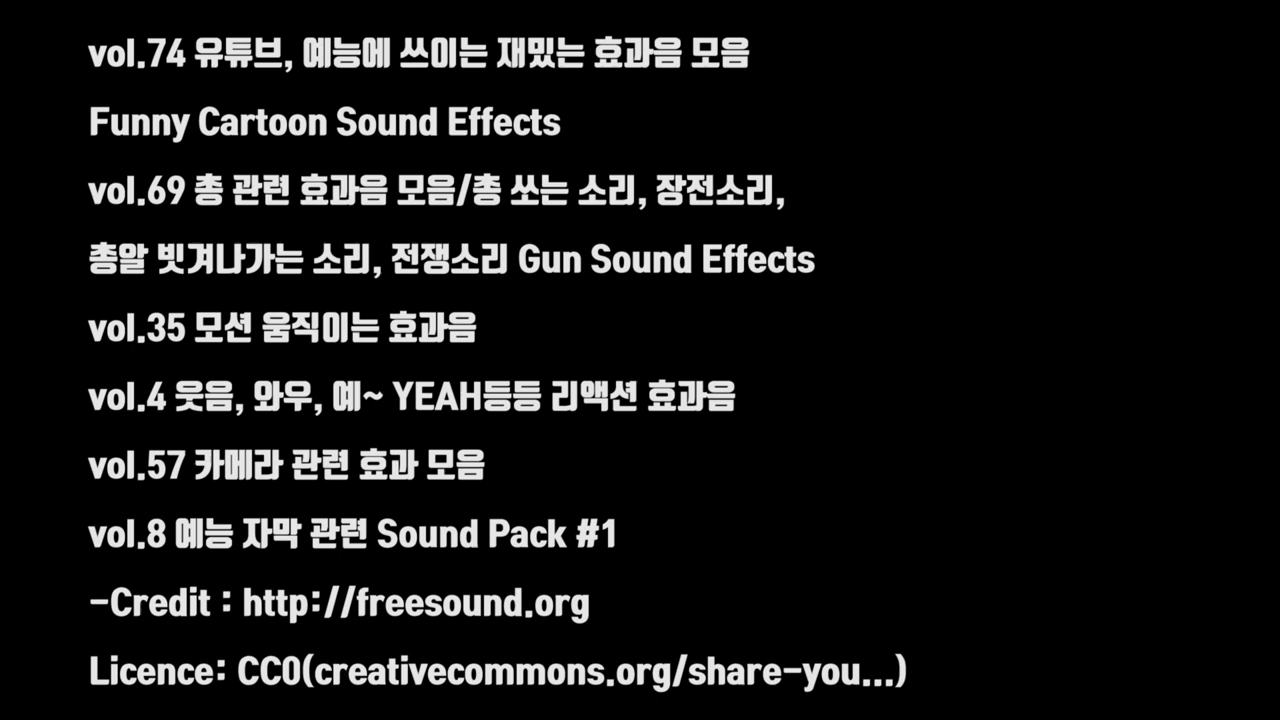 vol.74 유튜브, 예능에 쓰이는 재밌는 효과음 모음
Funny Cartoon Sound Effects
vol.69 총 관련 효과음 모음/총 쏘는 소리, 장전소리,
총알 빗겨나가는 소리, 전쟁소리 Gun Sound Effects
vol.35 모션 움직이는 효과음
vol.4 웃음, 와우, 예~ YEAH등등 리액션 효과음
vol.57 카메라 관련 효과 모음
vol.8 예능 자막 관련 Sound Pack #1
-Credit : http://freesound.org
Licence: CC0(creativecommons.org/share-you...)